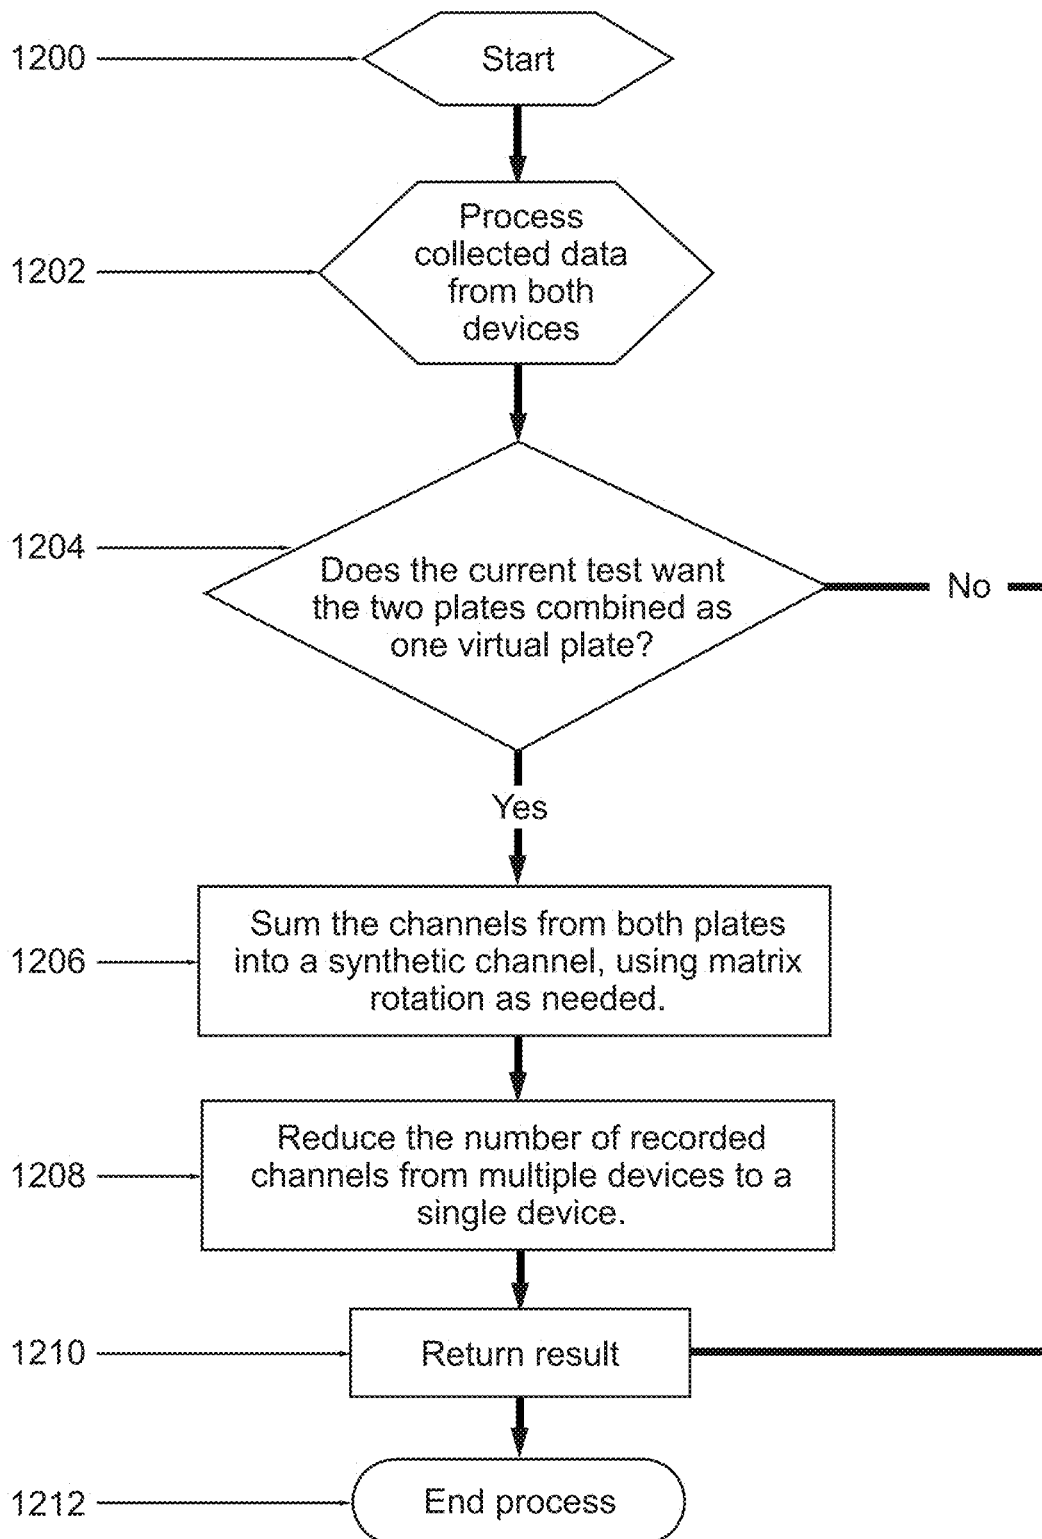 1200
Start
1202
Process
collected data
from both
devices
1204
Does the current test want
the two plates combined as
one virtual plate?
No
Yes
1206
Sum the channels from both plates
into a synthetic channel, using matrix
rotation as needed.
1208
Reduce the number of recorded
channels from multiple devices to a
single device.
1210
Return result
1212
End process